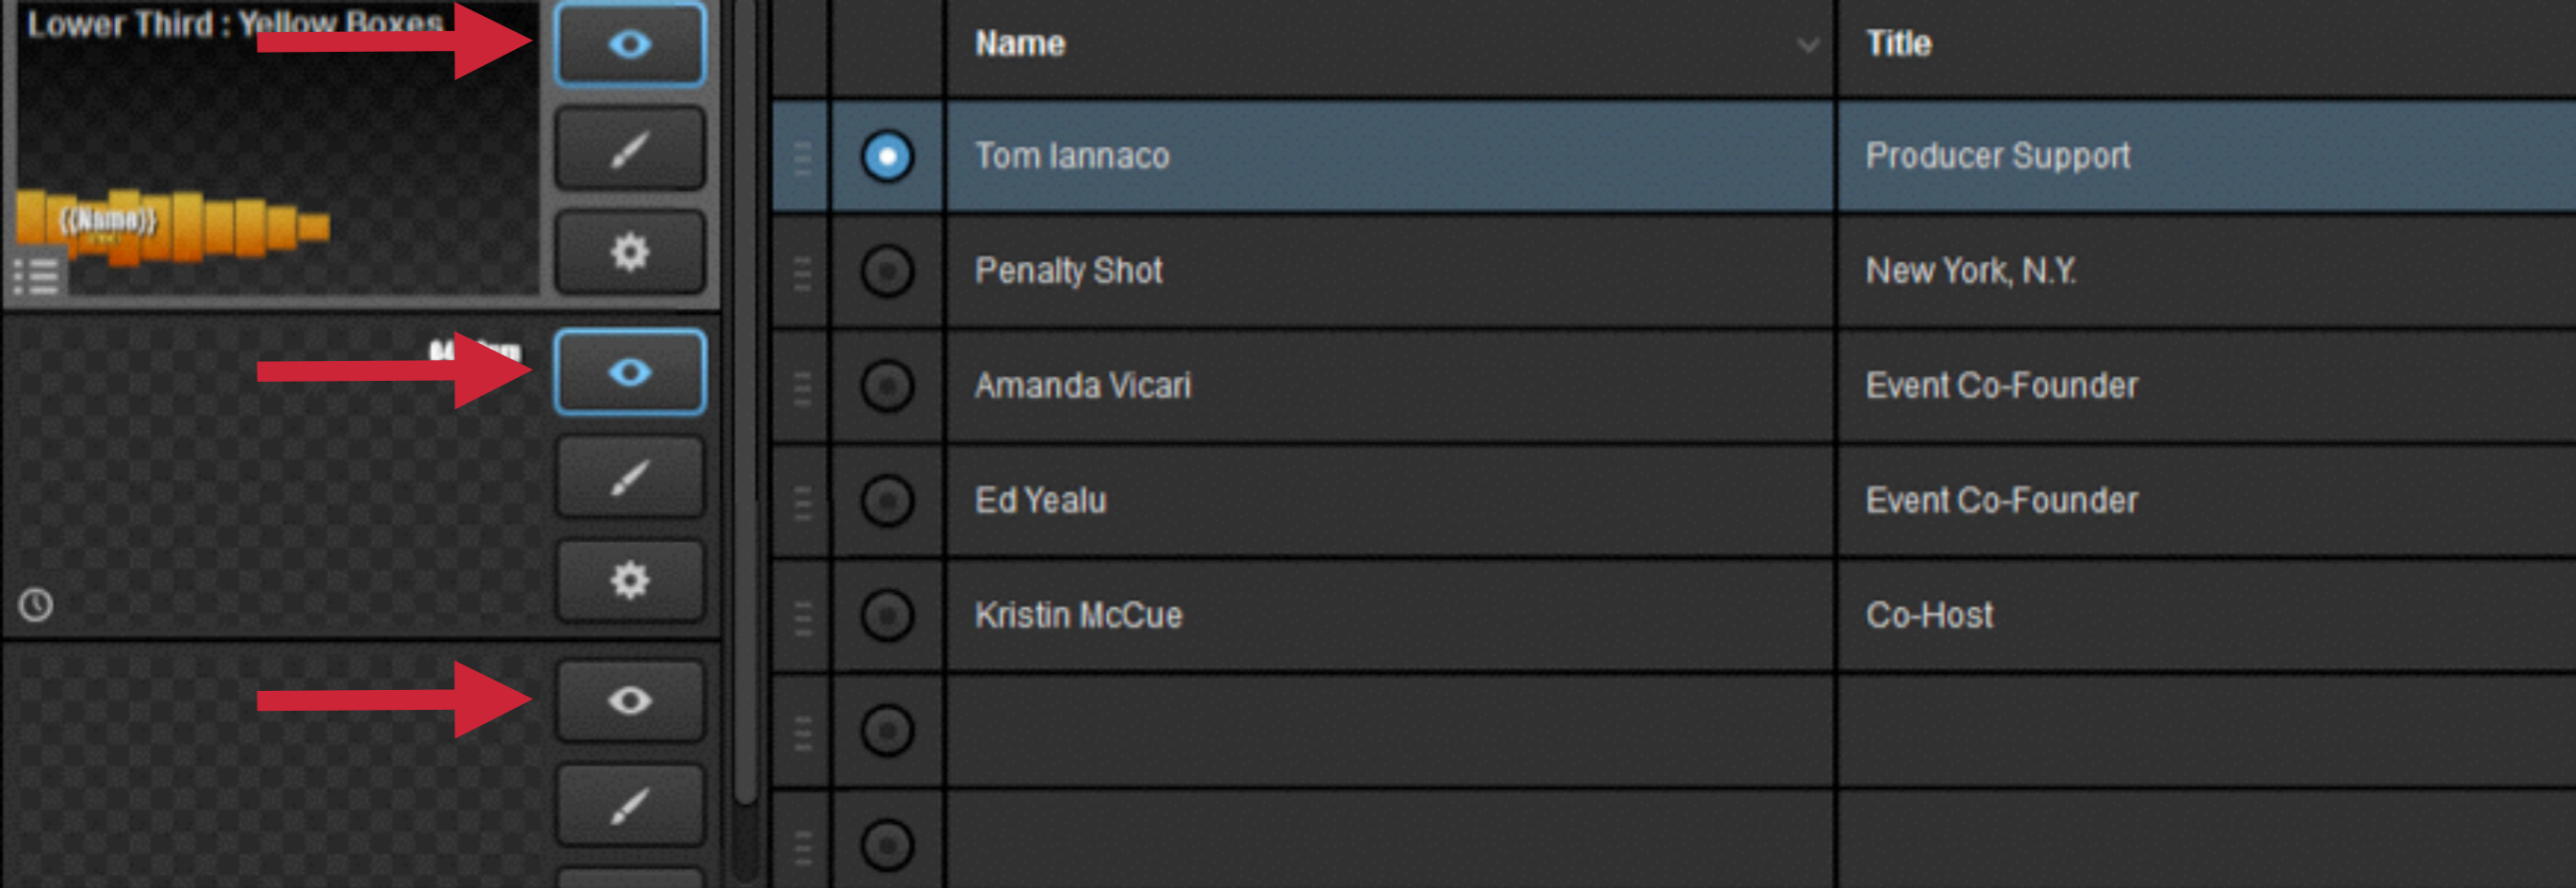 Lower Third : Yellow Boxes
{{Name}}
Name
Title
Tom Iannaco
Producer Support
Penalty Shot
New York, N.Y.
Amanda Vicari
Event Co-Founder
Ed Yealu
Event Co-Founder
Kristin McCue
Co-Host